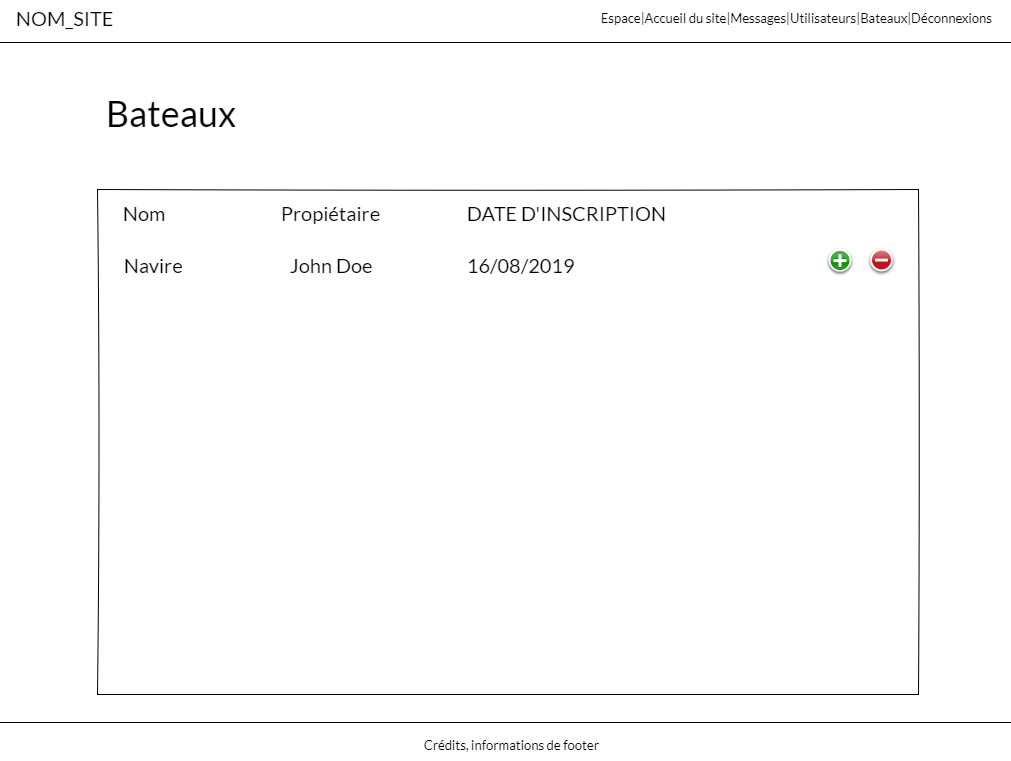 NOM_SITE
Espace|Accueil du site|Messages|Utilisateurs|Bateaux|Déconnexions
Bateaux
Nom Propiétaire DATE D'INSCRIPTION
Navire John Doe 16/08/2019
Crédits, informations de footer